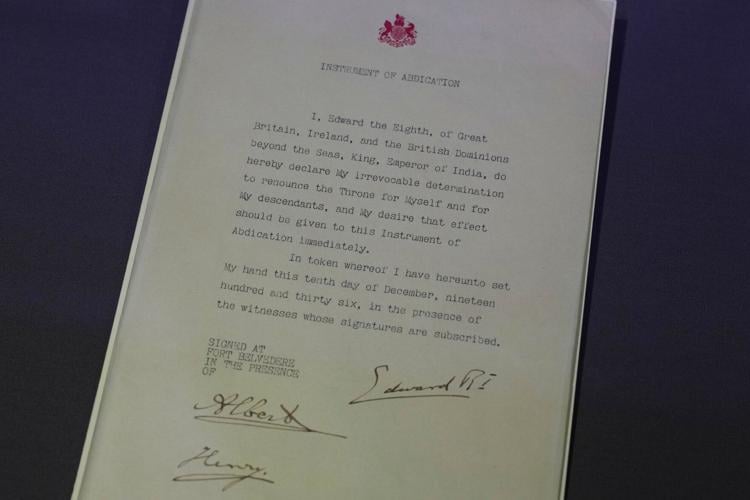 INSTRUMENT OF ABDICATION
I, Edward the Eighth, of Great
Britain, Ireland, and the British Dominions
beyond the Seas, King, Emperor of India, do
hereby declare My irrevocable determination
to renounce the Throne for Myself and for
My descendants, and My desire that effect
should be given to this Instrument of
Abdication immediately.
In token whereof I have hereunto set
My hand this tenth day of December, nineteen
hundred and thirty six, in the presence of
the witnesses whose signatures are subscribed.
SIGNED AT
FORT BELVEDERE
IN THE PRESENCE
OF
Edward RI
Albert
Henry.